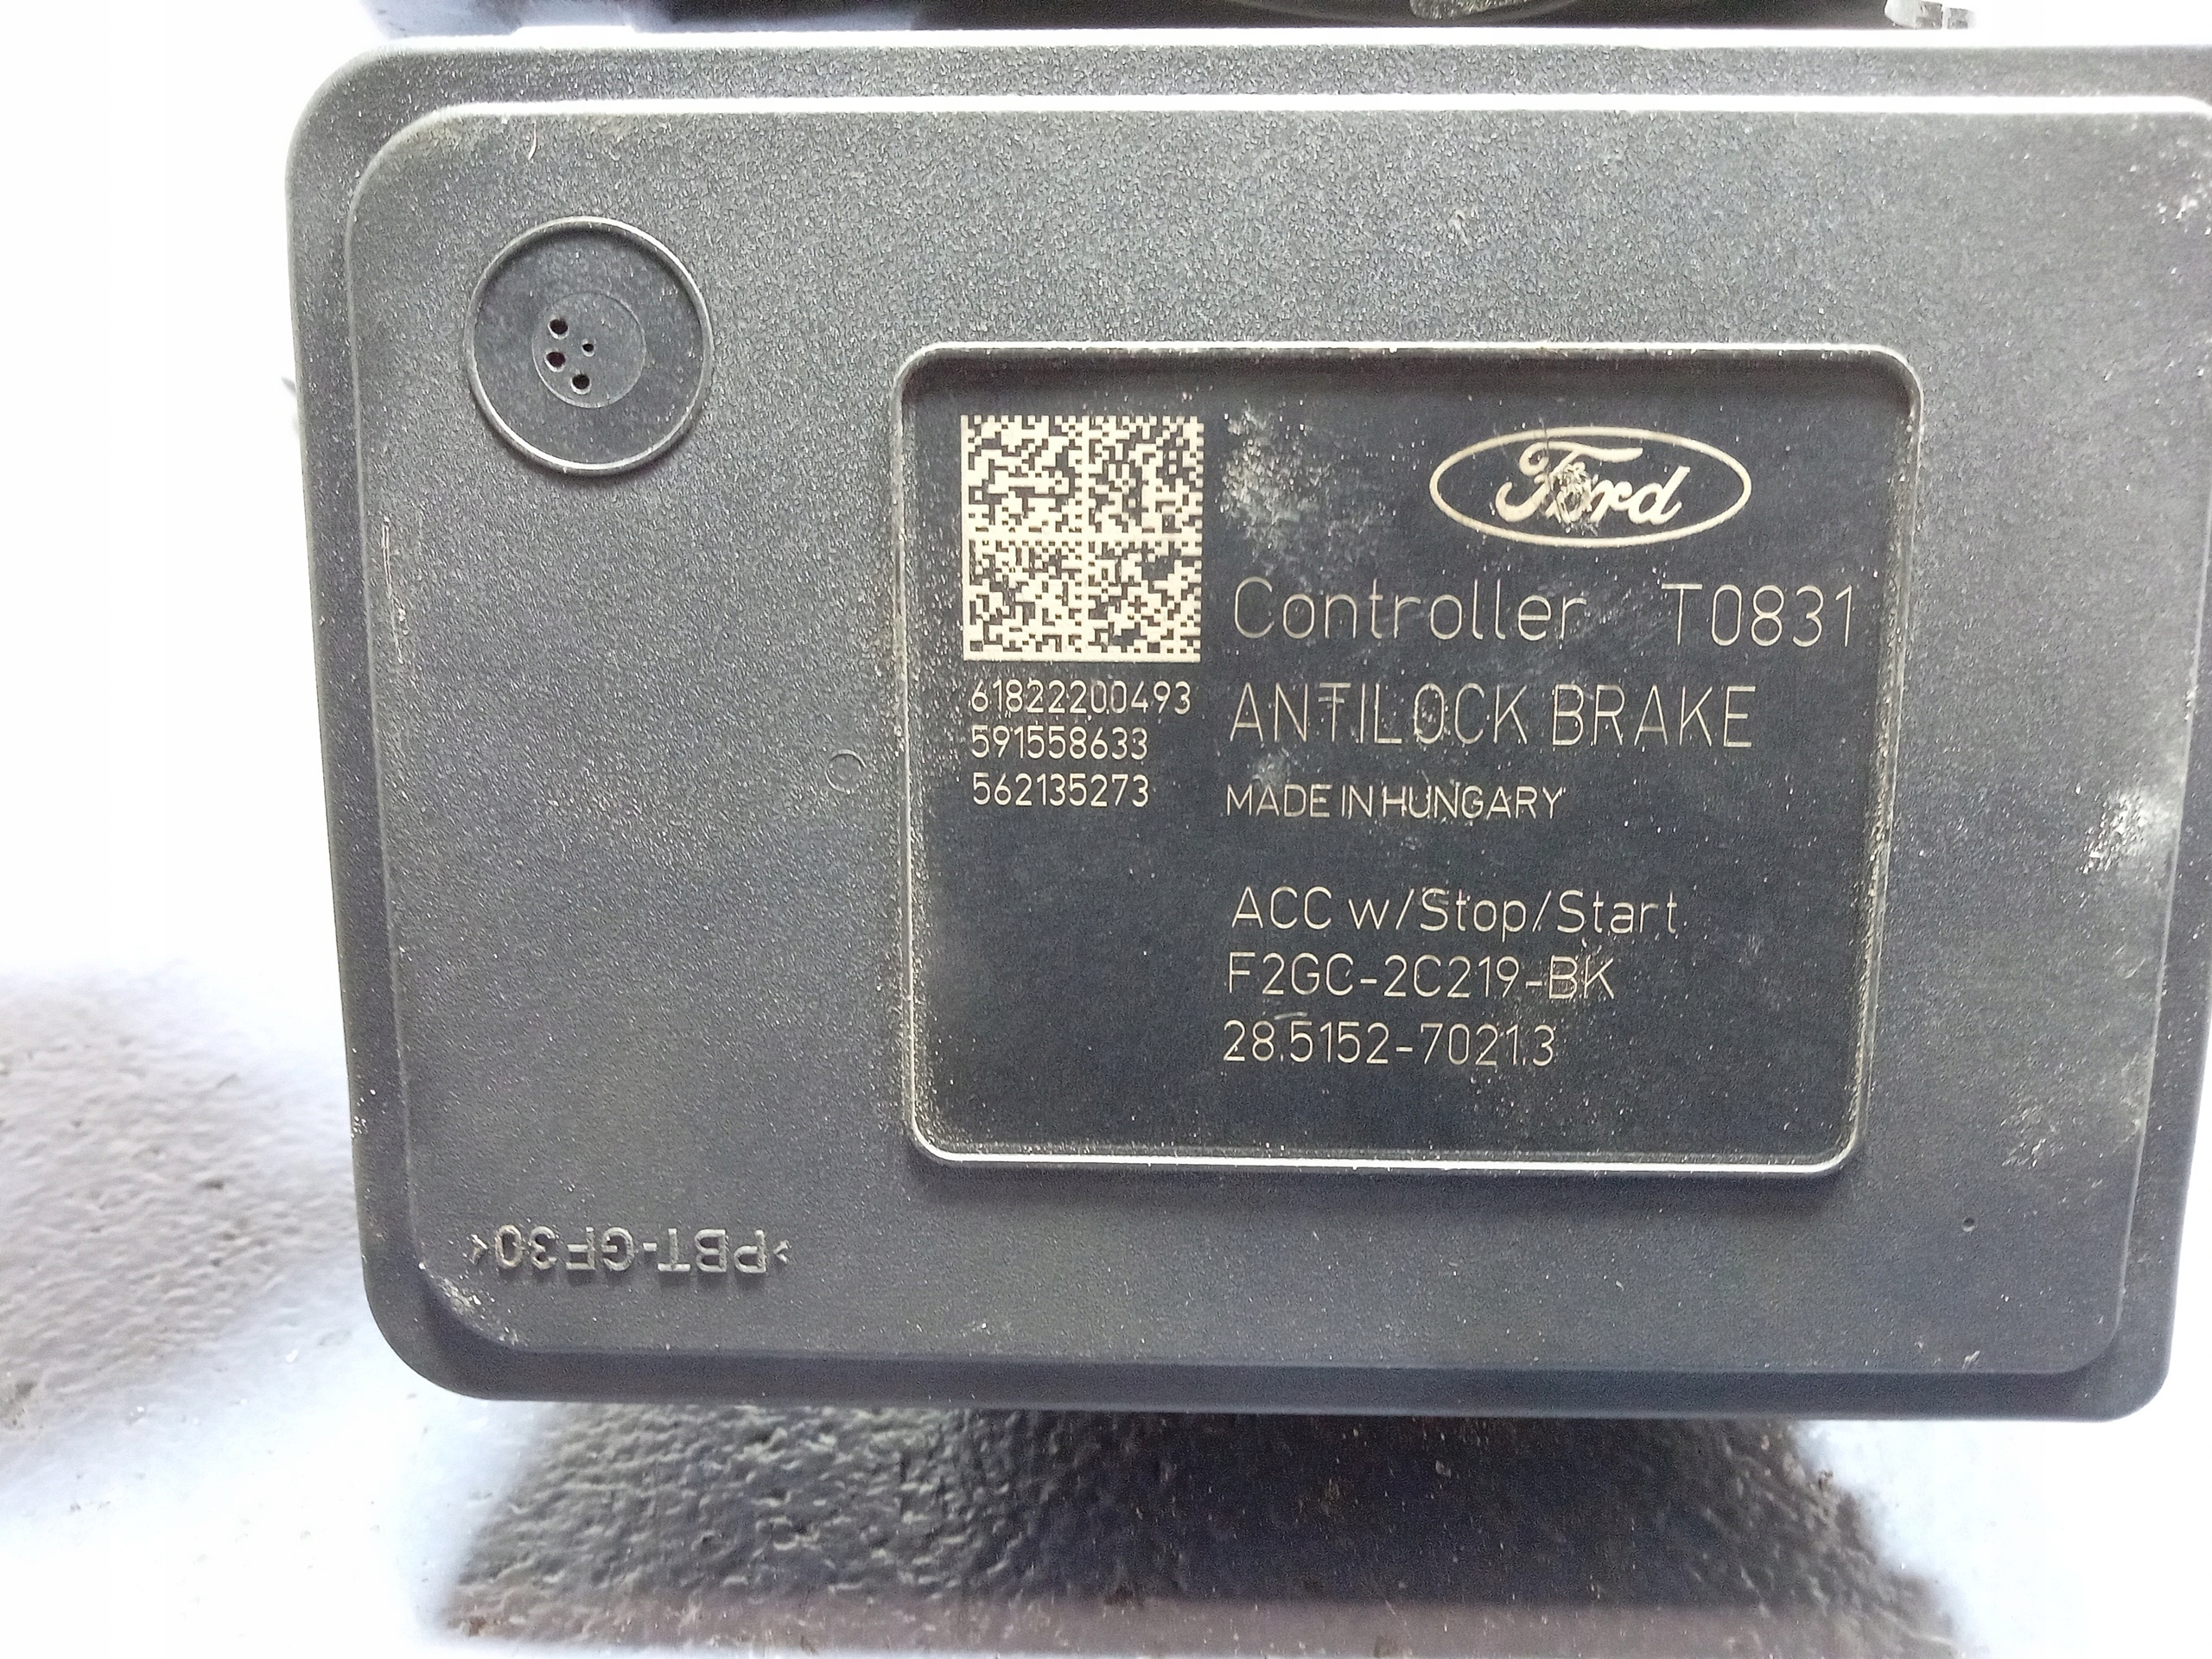 Ford
Controller T0831
61822200493
591558633
562135273
ANTILOCK BRAKE
MADE IN HUNGARY
ACC w/Stop/Start
F2GC-2C219-BK
28.5152-7021.3
>PBT-GF30<